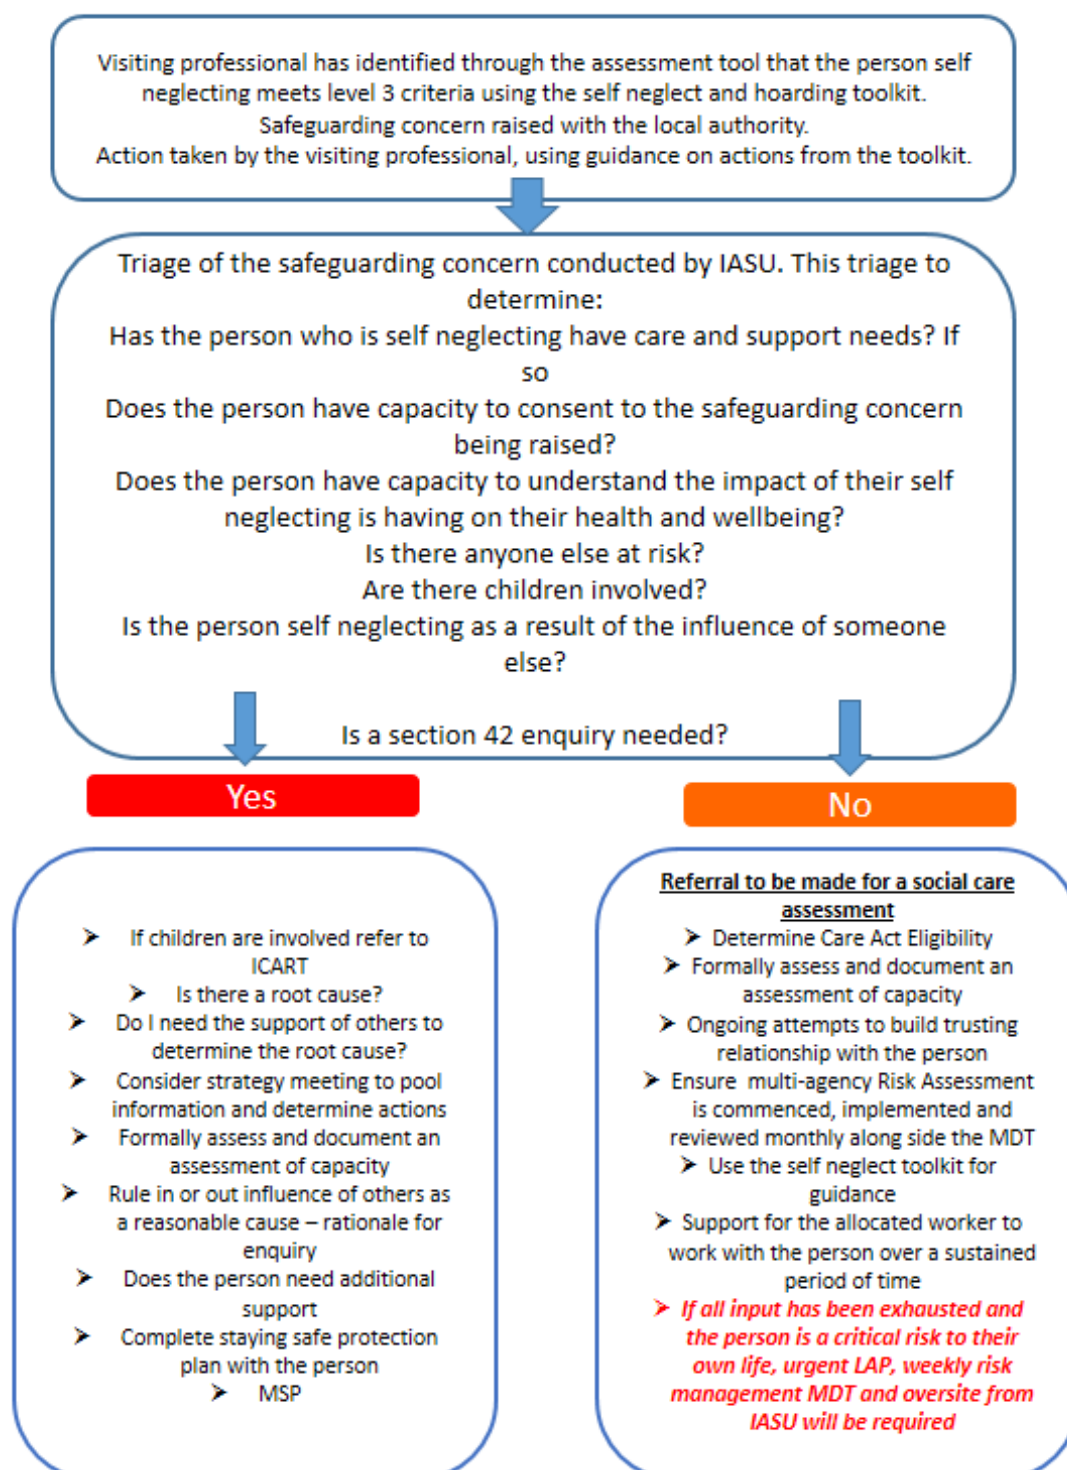 Visiting professional has identified through the assessment tool that the person self
neglecting meets level 3 criteria using the self neglect and hoarding toolkit.
Safeguarding concern raised with the local authority.
Action taken by the visiting professional, using guidance on actions from the toolkit.
Triage of the safeguarding concern conducted by IASU. This triage to
determine:
Has the person who is self neglecting have care and support needs? If
so
Does the person have capacity to consent to the safeguarding concern
being raised?
Does the person have capacity to understand the impact of their self
neglecting is having on their health and wellbeing?
Is there anyone else at risk?
Are there children involved?
Is the person self neglecting as a result of the influence of someone
else?
Is a section 42 enquiry needed?
Yes
➢ If children are involved refer to
ICART
➢ Is there a root cause?
➢ Do I need the support of others to
determine the root cause?
➢ Consider strategy meeting to pool
information and determine actions
➢ Formally assess and document an
assessment of capacity
➢ Rule in or out influence of others as
a reasonable cause – rationale for
enquiry
➢ Does the person need additional
support
➢ Complete staying safe protection
plan with the person
➢ MSP
No
Referral to be made for a social care
assessment
➢ Determine Care Act Eligibility
➢ Formally assess and document an
assessment of capacity
➢ Ongoing attempts to build trusting
relationship with the person
➢ Ensure multi-agency Risk Assessment
is commenced, implemented and
reviewed monthly along side the MDT
➢ Use the self neglect toolkit for
guidance
➢ Support for the allocated worker to
work with the person over a sustained
period of time
➢ If all input has been exhausted and
the person is a critical risk to their
own life, urgent LAP, weekly risk
management MDT and oversite from
IASU will be required